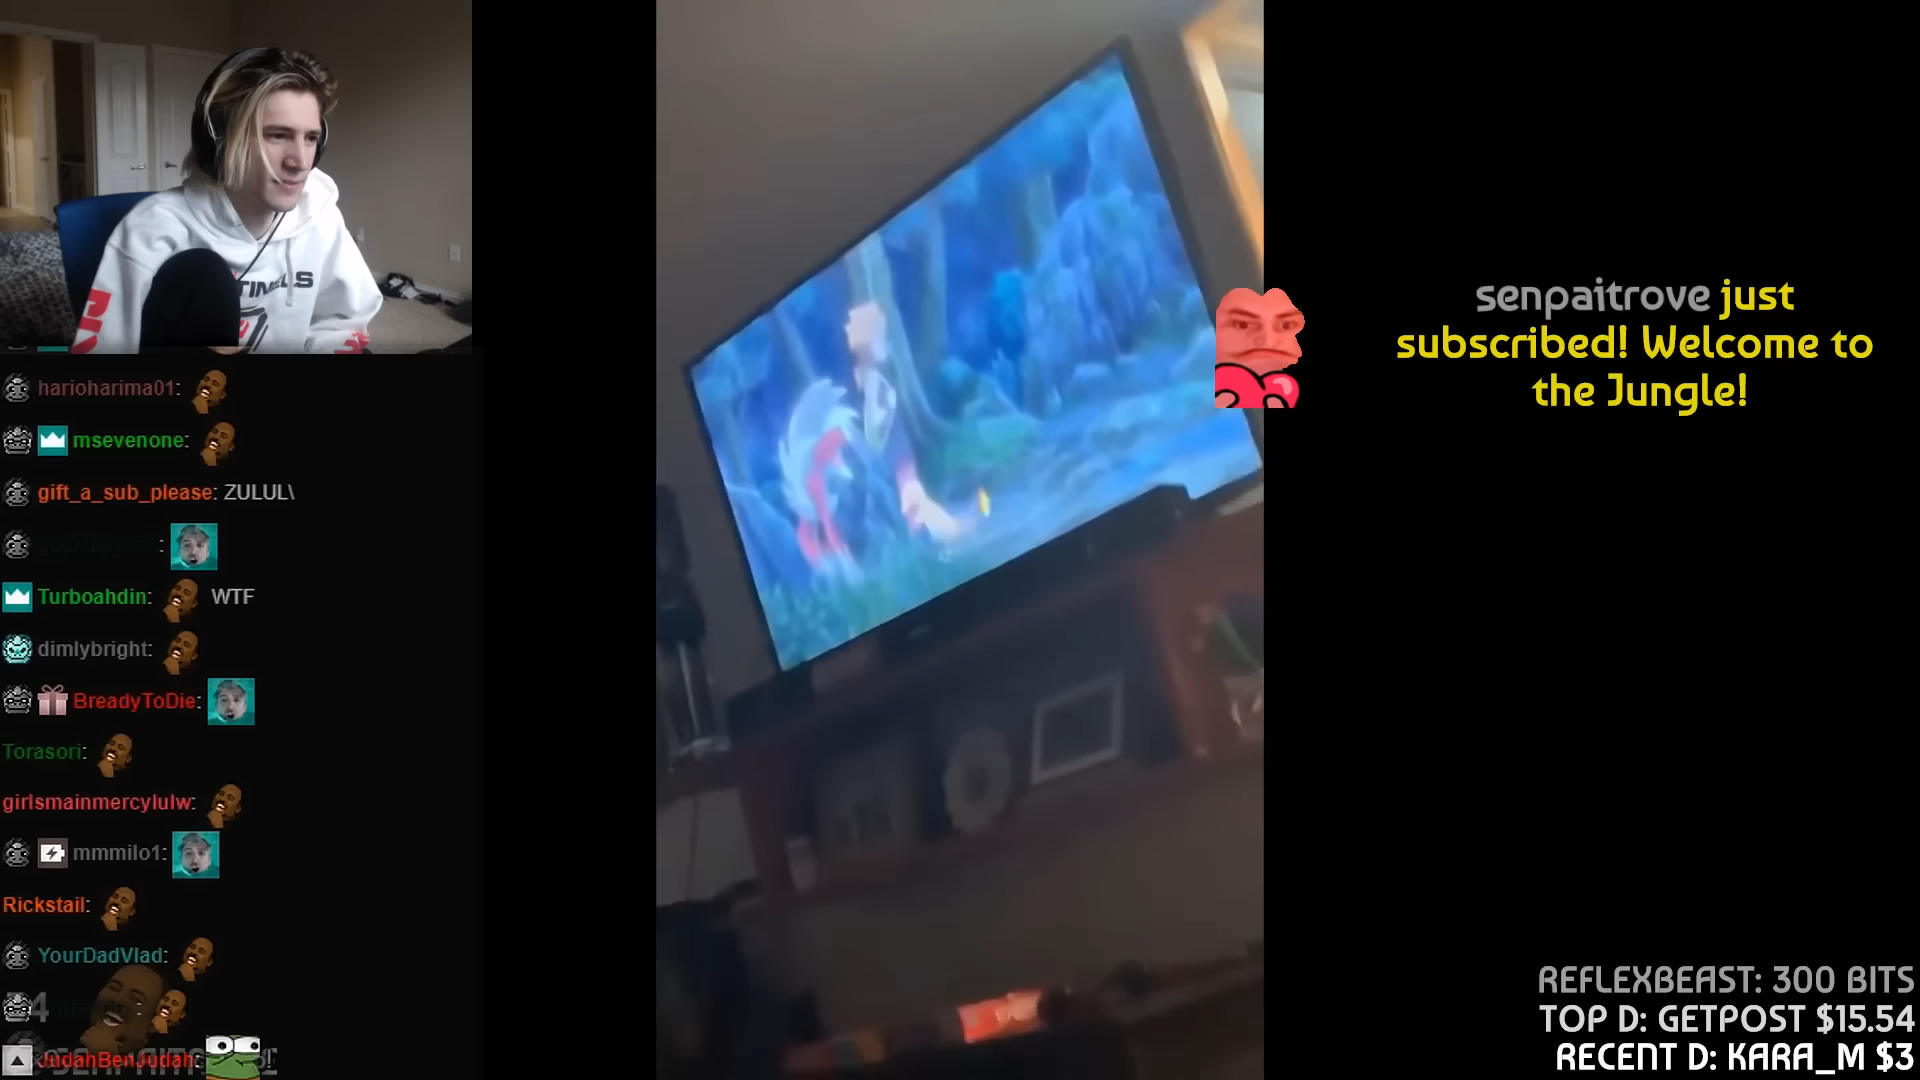 harioharima01:
msevenone:
gift_a_sub_please: ZULUL\
Turboahdin: WTF
dimlybright:
BreadyToDie:
Torasori:
girlsmainmercylulw:
mmmilo1:
Rickstail:
YourDadVlad:
JudahBenJudah:
senpaitrove just
subscribed! Welcome to
the Jungle!
REFLEXBEAST: 300 BITS
TOP D: GETPOST $15.54
RECENT D: KARA_M $3